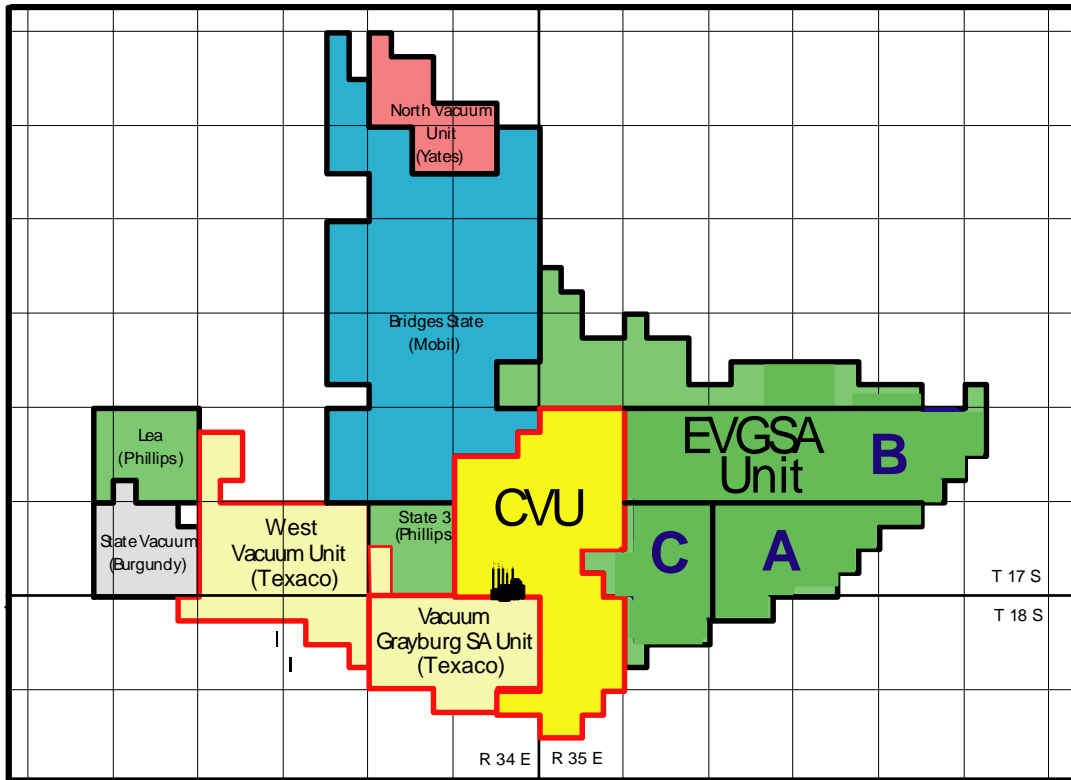 North Vacuum
Unit
(Yates)
Bridges State
(Mobil)
Lea
(Phillips)
EVGSA
Unit
B
CVU
State 3
(Phillips
State Vacuum
(Burgundy)
West
Vacuum Unit
(Texaco)
C
A
T 17 S
T 18 S
Vacuum
Grayburg SA Unit
(Texaco)
R 34 E
R 35 E